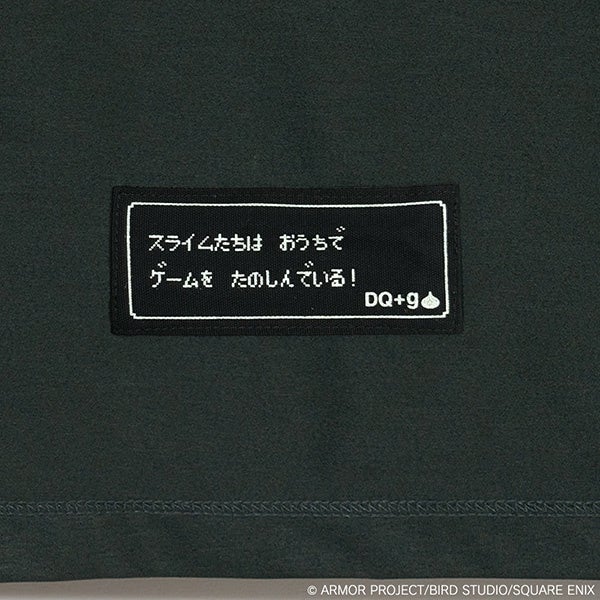 スライムたちは おうちで
ゲームを たのしんでいる!
DQ+g
© ARMOR PROJECT/BIRD STUDIO/SQUARE ENIX